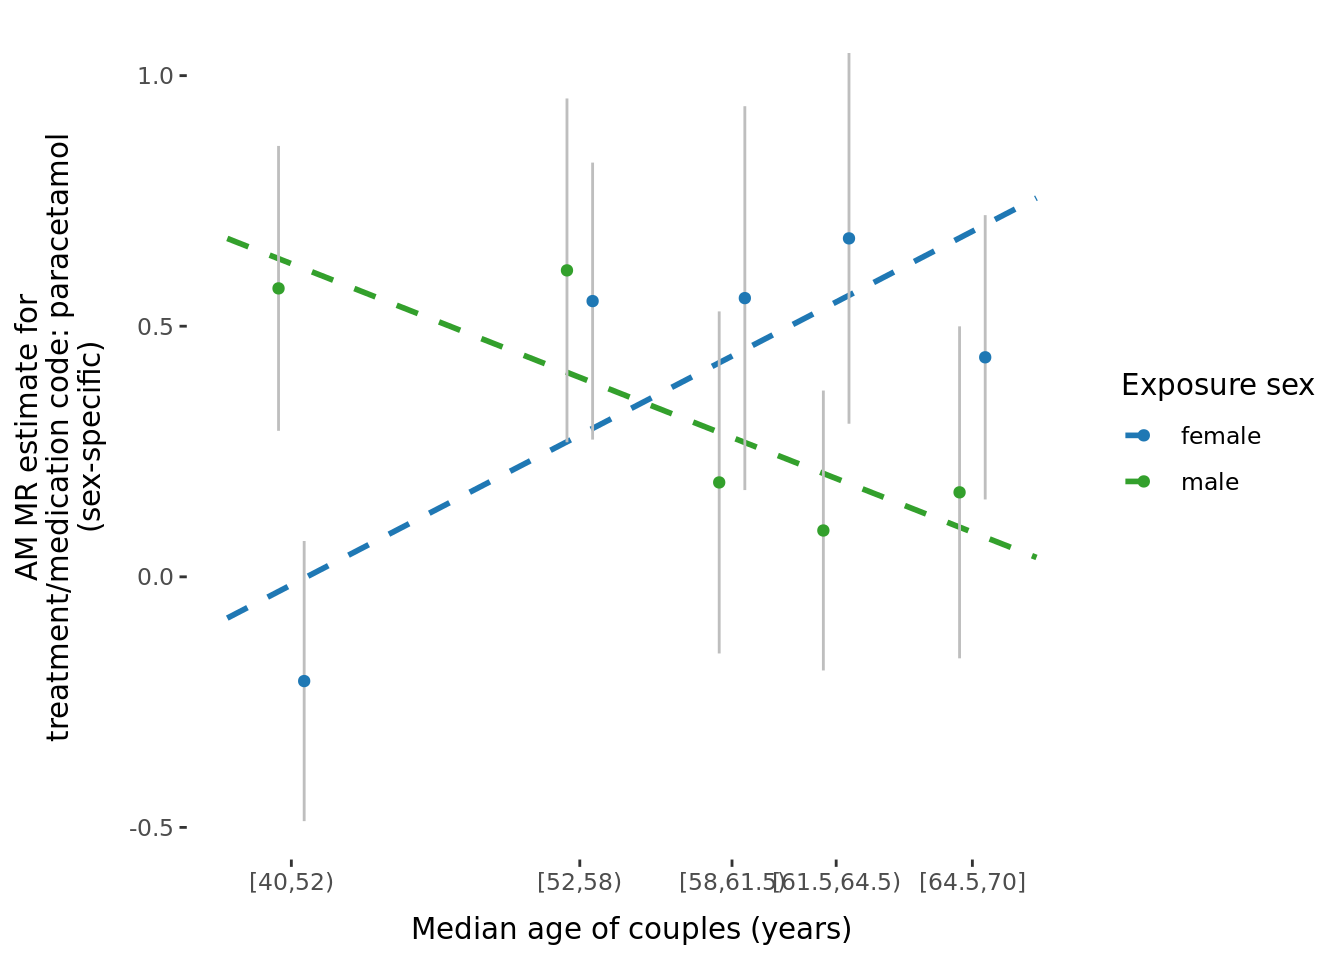 AM MR estimate for
treatment/medication code: paracetamol
(sex-specific)
1.0
0.5
0.0
-0.5
[40,52) [52,58) [58,61.5) [61.5,64.5) [64.5,70]
Median age of couples (years)
Exposure sex
female
male